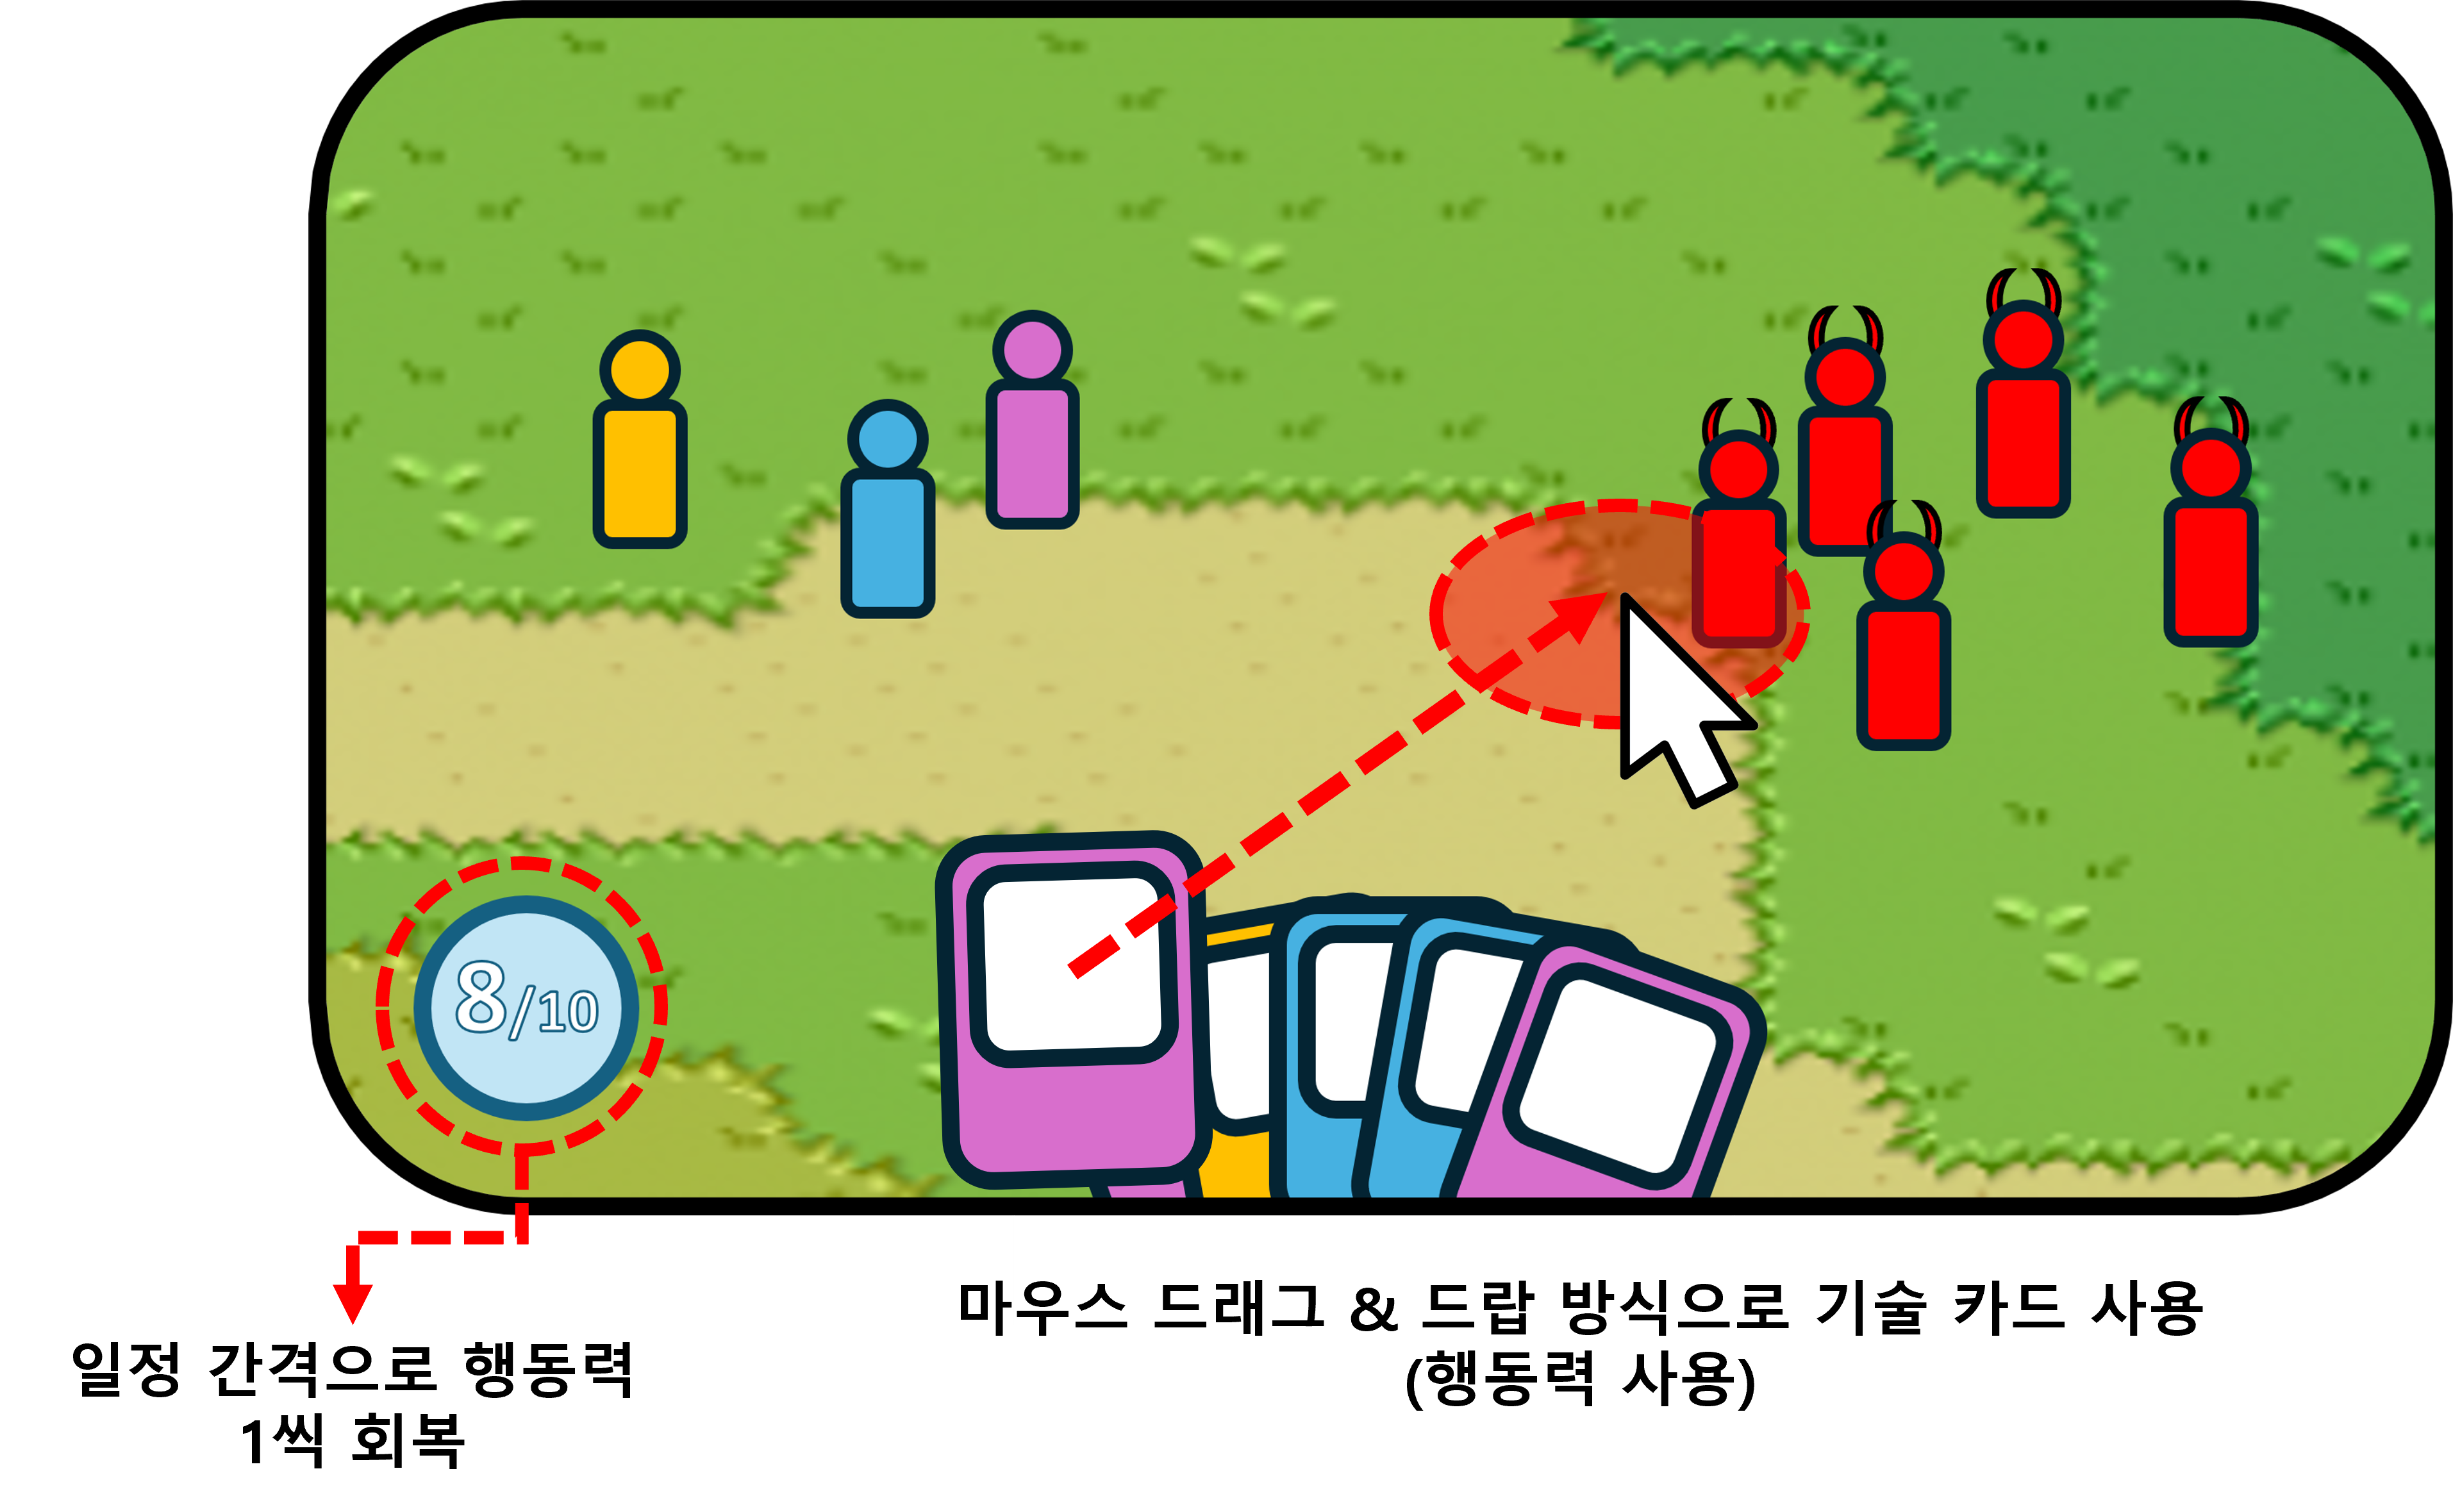 8/10
마우스 드래그 & 드랍 방식으로 기술 카드 사용
(행동력 사용)
일정 간격으로 행동력
1씩 회복